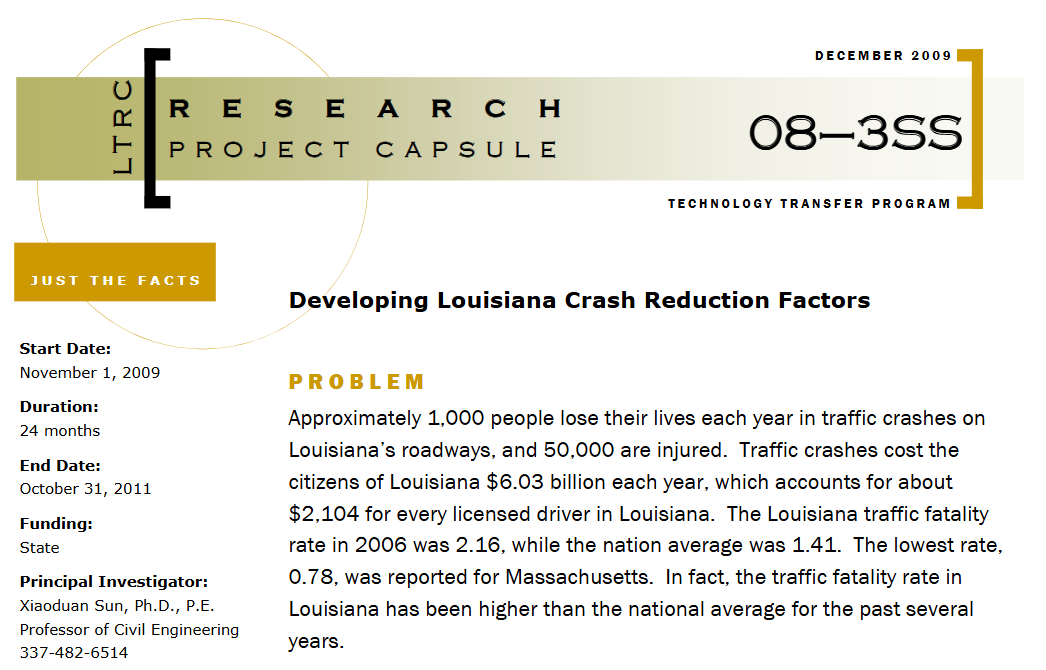 DECEMBER 2009
LTRC
RESEARCH
PROJECT CAPSULE
08–3SS
TECHNOLOGY TRANSFER PROGRAM
JUST THE FACTS
Start Date:
November 1, 2009
Duration:
24 months
End Date:
October 31, 2011
Funding:
State
Principal Investigator:
Xiaoduan Sun, Ph.D., P.E.
Professor of Civil Engineering
337-482-6514
Developing Louisiana Crash Reduction Factors
PROBLEM
Approximately 1,000 people lose their lives each year in traffic crashes on
Louisiana’s roadways, and 50,000 are injured.  Traffic crashes cost the
citizens of Louisiana $6.03 billion each year, which accounts for about
$2,104 for every licensed driver in Louisiana.  The Louisiana traffic fatality
rate in 2006 was 2.16, while the nation average was 1.41.  The lowest rate,
0.78, was reported for Massachusetts.  In fact, the traffic fatality rate in
Louisiana has been higher than the national average for the past several
years.